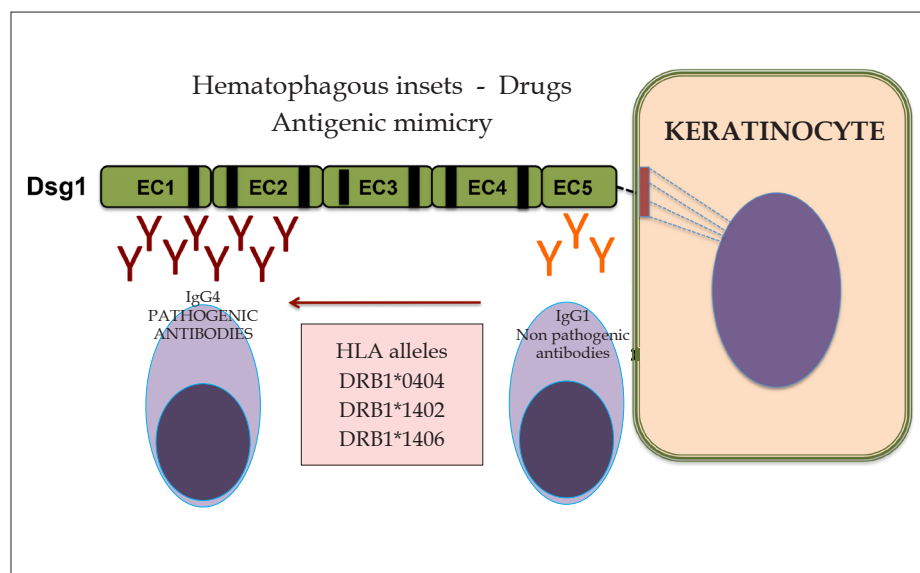 Hematophagous insets - Drugs
Antigenic mimicry
KERATINOCYTE
Dsg1
EC1
EC2
EC3
EC4
EC5
IgG4
PATHOGENIC
ANTIBODIES
HLA alleles
DRB1*0404
DRB1*1402
DRB1*1406
IgG1
Non pathogenic
antibodies